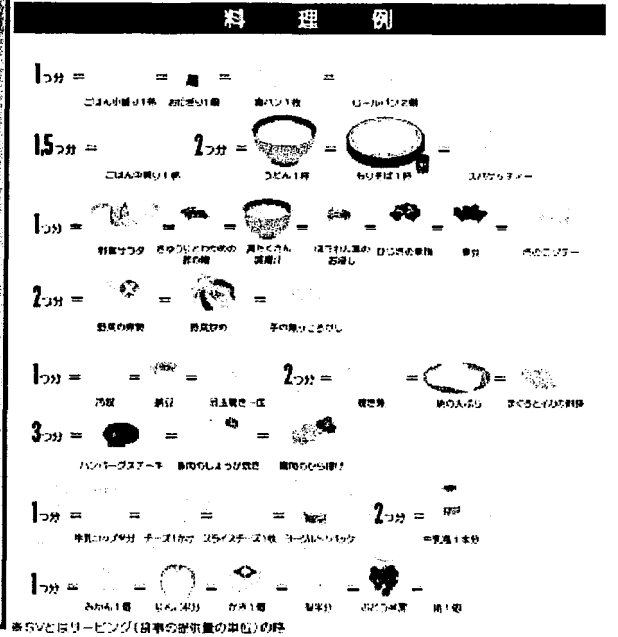 料理例
1つ分 = = = =
ごはん小盛り1杯 おにぎり1個 食パン1枚 ロールパン2個
1.5つ分 = 2つ分 = = =
ごはん中盛り1杯 うどん1杯 もりそば1杯 スパゲッティー
1つ分 = = = = = = =
野菜サラダ きゅうりとわかめの酢の物 具たくさん味噌汁 ほうれん草のお浸し ひじきの煮物 煮豆 きのこソテー
2つ分 = = =
野菜の煮物 野菜炒め 芋の煮っころがし
1つ分 = = = 2つ分 = = =
冷奴 納豆 目玉焼き一皿 焼き魚 魚の天ぷら まぐろとイカの刺身
3つ分 = = =
ハンバーグステーキ 豚肉のしょうが焼き 鶏肉のから揚げ
1つ分 = = = = 2つ分 =
牛乳コップ半分 チーズ1かけ スライスチーズ1枚 ヨーグルト1パック 牛乳瓶1本分
1つ分 = = = = = =
みかん1個 りんご半分 かき1個 梨半分 ぶどう半房 桃1個
※SVとはサービング(食事の提供量の単位)の略